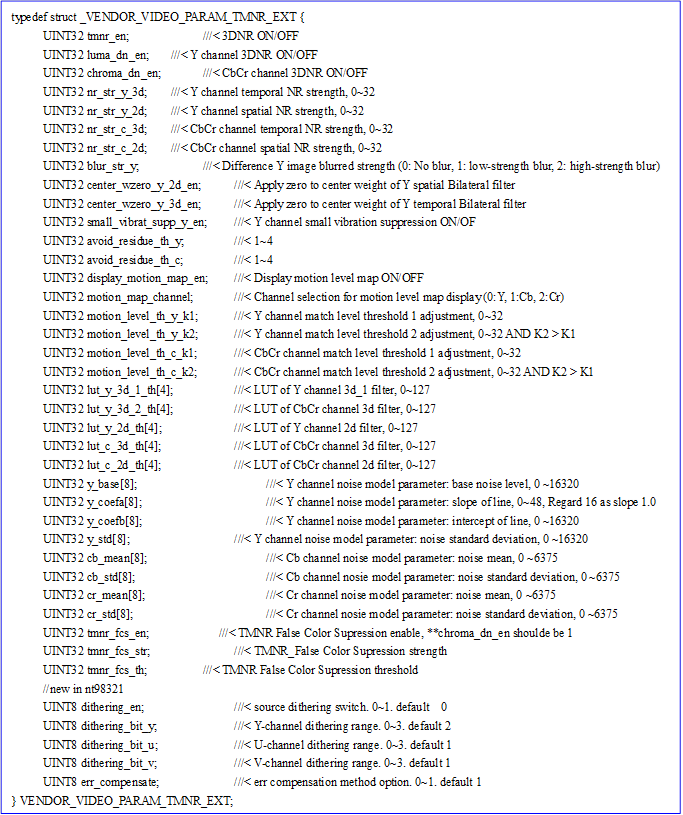 typedef struct _VENDOR_VIDEO_PARAM_TMNR_EXT {
UINT32 tmnr_en; ///< 3DNR ON/OFF
UINT32 luma_dn_en; ///< Y channel 3DNR ON/OFF
UINT32 chroma_dn_en; ///< CbCr channel 3DNR ON/OFF
UINT32 nr_str_y_3d; ///< Y channel temporal NR strength, 0~32
UINT32 nr_str_y_2d; ///< Y channel spatial NR strength, 0~32
UINT32 nr_str_c_3d; ///< CbCr channel temporal NR strength, 0~32
UINT32 nr_str_c_2d; ///< CbCr channel spatial NR strength, 0~32
UINT32 blur_str_y; ///< Difference Y image blurred strength (0: No blur, 1: low-strength blur, 2: high-strength blur)
UINT32 center_wzero_y_2d_en; ///< Apply zero to center weight of Y spatial Bilateral filter
UINT32 center_wzero_y_3d_en; ///< Apply zero to center weight of Y temporal Bilateral filter
UINT32 small_vibrat_supp_y_en; ///< Y channel small vibration suppression ON/OF
UINT32 avoid_residue_th_y; ///< 1~4
UINT32 avoid_residue_th_c; ///< 1~4
UINT32 display_motion_map_en; ///< Display motion level map ON/OFF
UINT32 motion_map_channel; ///< Channel selection for motion level map display (0:Y, 1:Cb, 2:Cr)
UINT32 motion_level_th_y_k1; ///< Y channel match level threshold 1 adjustment, 0~32
UINT32 motion_level_th_y_k2; ///< Y channel match level threshold 2 adjustment, 0~32 AND K2 > K1
UINT32 motion_level_th_c_k1; ///< CbCr channel match level threshold 1 adjustment, 0~32
UINT32 motion_level_th_c_k2; ///< CbCr channel match level threshold 2 adjustment, 0~32 AND K2 > K1
UINT32 lut_y_3d_1_th[4]; ///< LUT of Y channel 3d_1 filter, 0~127
UINT32 lut_y_3d_2_th[4]; ///< LUT of CbCr channel 3d filter, 0~127
UINT32 lut_y_2d_th[4]; ///< LUT of Y channel 2d filter, 0~127
UINT32 lut_c_3d_th[4]; ///< LUT of CbCr channel 3d filter, 0~127
UINT32 lut_c_2d_th[4]; ///< LUT of CbCr channel 2d filter, 0~127
UINT32 y_base[8]; ///< Y channel noise model parameter: base noise level, 0 ~16320
UINT32 y_coefa[8]; ///< Y channel noise model parameter: slope of line, 0~48, Regard 16 as slope 1.0
UINT32 y_coefb[8]; ///< Y channel noise model parameter: intercept of line, 0 ~16320
UINT32 y_std[8]; ///< Y channel noise model parameter: noise standard deviation, 0 ~16320
UINT32 cb_mean[8]; ///< Cb channel nosie model parameter: noise mean, 0 ~6375
UINT32 cb_std[8]; ///< Cb channel nosie model parameter: noise standard deviation, 0 ~6375
UINT32 cr_mean[8]; ///< Cr channel nosie model parameter: noise mean, 0 ~6375
UINT32 cr_std[8]; ///< Cr channel nosie model parameter: noise standard deviation, 0 ~6375
UINT32 tmnr_fcs_en; ///< TMNR False Color Supression enable, **chroma_dn_en shoulde be 1
UINT32 tmnr_fcs_str; ///< TMNR_False Color Supression strength
UINT32 tmnr_fcs_th; ///< TMNR False Color Supression threshold
//new in nt98321
UINT8 dithering_en; ///< source dithering switch. 0~1. default 0
UINT8 dithering_bit_y; ///< Y-channel dithering range. 0~3. default 2
UINT8 dithering_bit_u; ///< U-channel dithering range. 0~3. default 1
UINT8 dithering_bit_v; ///< V-channel dithering range. 0~3. default 1
UINT8 err_compensate; ///< err compensation method option. 0~1. default 1
} VENDOR_VIDEO_PARAM_TMNR_EXT;